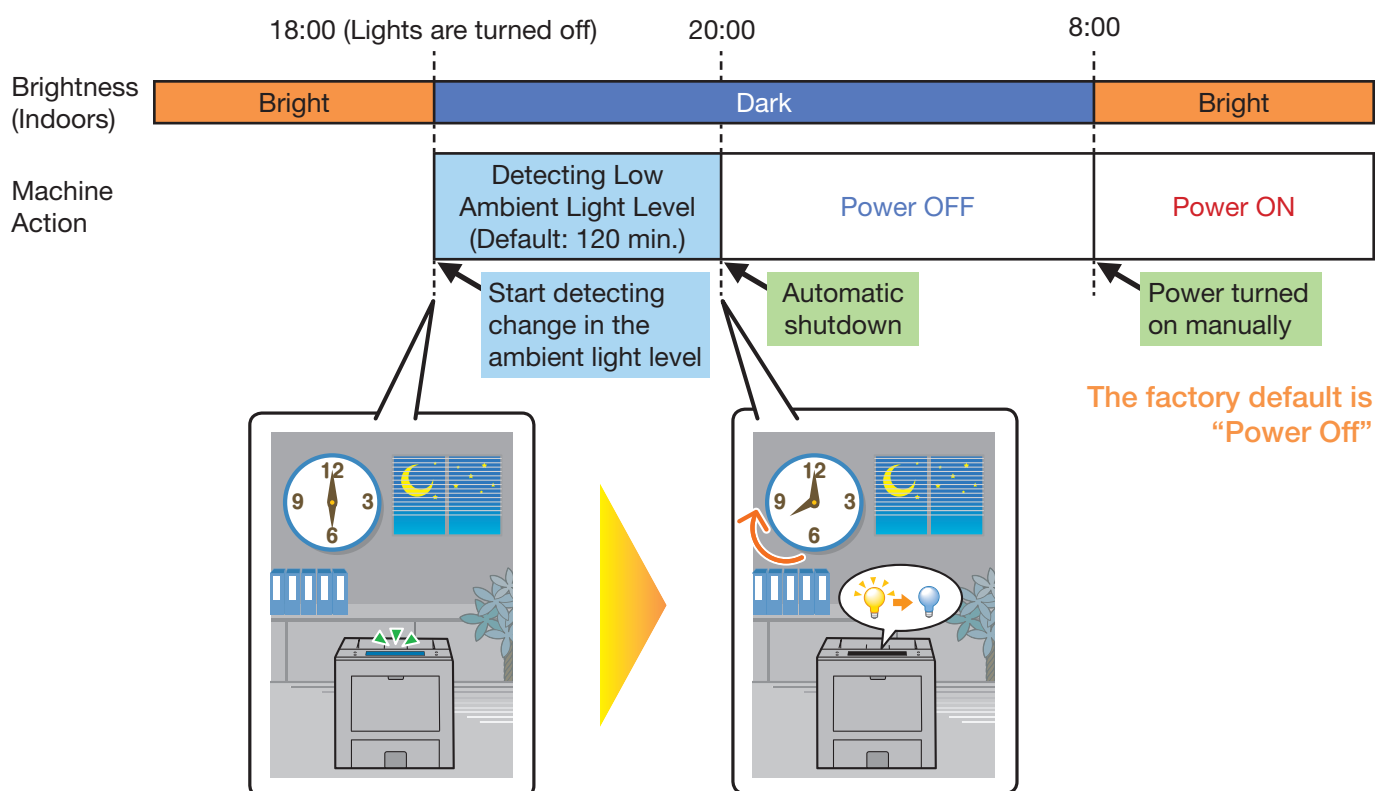 18:00 (Lights are turned off)
20:00
8:00
Brightness
(Indoors)
Bright
Dark
Bright
Machine
Action
Detecting Low
Ambient Light Level
(Default: 120 min.)
Power OFF
Power ON
Start detecting
change in the
ambient light level
Automatic
shutdown
Power turned
on manually
The factory default is
“Power Off”
12
9
3
6
12
9
3
6